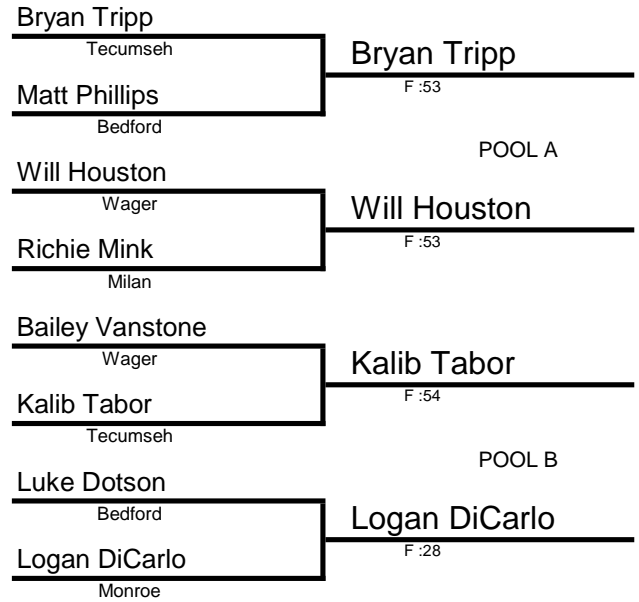 Bryan Tripp
Tecumseh
Bryan Tripp
F :53
Matt Phillips
Bedford
POOL A
Will Houston
Wager
Will Houston
F :53
Richie Mink
Milan
Bailey Vanstone
Wager
Kalib Tabor
F :54
Kalib Tabor
Tecumseh
POOL B
Luke Dotson
Bedford
Logan DiCarlo
F :28
Logan DiCarlo
Monroe